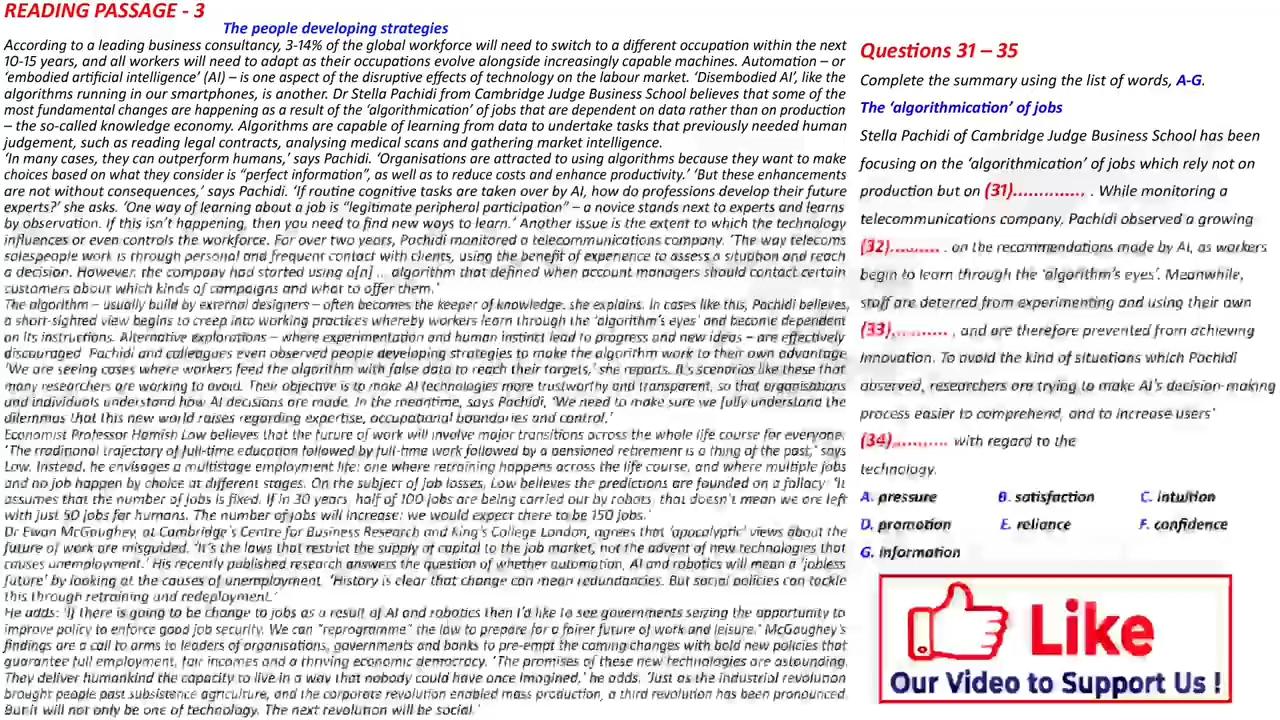 READING PASSAGE - 3
The people developing strategies
According to a leading business consultancy, 3-14% of the global workforce will need to switch to a different occupation within the next
10-15 years, and all workers will need to adapt as their occupations evolve alongside increasingly capable machines. Automation – or
‘embodied artificial intelligence’ (AI) – is one aspect of the disruptive effects of technology on the labour market. ‘Disembodied AI’, like the
algorithms running in our smartphones, is another. Dr Stella Pachidi from Cambridge Judge Business School believes that some of the
most fundamental changes are happening as a result of the ‘algorithmication’ of jobs that are dependent on data rather than on production
– the so-called knowledge economy. Algorithms are capable of learning from data to undertake tasks that previously needed human
judgement, such as reading legal contracts, analysing medical scans and gathering market intelligence.
‘In many cases, they can outperform humans,’ says Pachidi. ‘Organisations are attracted to using algorithms because they want to make
choices based on what they consider is “perfect information”, as well as to reduce costs and enhance productivity.’ ‘But these enhancements
are not without consequences,’ says Pachidi. ‘If routine cognitive tasks are taken over by AI, how do professions develop their future
experts?’ she asks. ‘One way of learning about a job is “legitimate peripheral participation” – a novice stands next to experts and learns
by observation. If this isn’t happening, then you need to find new ways to learn.’ Another issue is the extent to which the technology
influences or even controls the workforce. For over two years, Pachidi monitored a telecommunications company. ‘The way telecoms
salespeople work is through personal and frequent contact with clients, using the benefit of experience to assess a situation and reach
a decision. However, the company had started using a[n] .. algorithm that defined when account managers should contact certain
customers about which kinds of campaigns and what to offer them.’
The algorithm – usually build by external designers – often becomes the keeper of knowledge, she explains. In cases like this, Pachidi believes,
a short-sighted view begins to creep into working practices whereby workers learn through the ‘algorithm’s eyes’ and become dependent
on its instructions. Alternative explorations – where experimentation and human instinct lead to progress and new ideas – are effectively
discouraged. Pachidi and colleagues even observed people developing strategies to make the algorithm work to their own advantage.
‘We are seeing cases where workers feed the algorithm with false data to reach their targets,’ she reports. It’s scenarios like these that
many researchers are working to avoid. Their objective is to make AI technologies more trustworthy and transparent, so that organisations
and individuals understand how AI decisions are made. In the meantime, says Pachidi, ‘We need to make sure we fully understand the
dilemmas that this new world raises regarding expertise, occupational boundaries and control.’
Economist Professor Hamish Low believes that the future of work will involve major transitions across the whole life course for everyone:
‘The traditional trajectory of full-time education followed by full-time work followed by a pensioned retirement is a thing of the past,’ says
Low. Instead, he envisages a multistage employment life: one where retraining happens across the life course, and where multiple jobs
and no job happen by choice at different stages. On the subject of job losses, Low believes the predictions are founded on a fallacy: ‘It
assumes that the number of jobs is fixed. If in 30 years, half of 100 jobs are being carried out by robots, that doesn’t mean we are left
with just 50 jobs for humans. The number of jobs will increase: we would expect there to be 150 jobs.’
Dr Ewan McGaughey, at Cambridge’s Centre for Business Research and King’s College London, agrees that ‘apocalyptic’ views about the
future of work are misguided. ‘It’s the laws that restrict the supply of capital to the job market, not the advent of new technologies that
causes unemployment.’ His recently published research answers the question of whether automation, AI and robotics will mean a ‘jobless
future’ by looking at the causes of unemployment. ‘History is clear that change can mean redundancies. But social policies can tackle
this through retraining and redeployment.’
He adds: ‘If there is going to be change to jobs as a result of AI and robotics then I’d like to see governments seizing the opportunity to
improve policy to enforce good job security. We can “reprogramme” the law to prepare for a fairer future of work and leisure.’ McGaughey’s
findings are a call to arms to leaders of organisations, governments and banks to pre-empt the coming changes with bold new policies that
guarantee full employment, fair incomes and a thriving economic democracy. ‘The promises of these new technologies are astounding.
They deliver humankind the capacity to live in a way that nobody could have once imagined,’ he adds. ‘Just as the industrial revolution
brought people past subsistence agriculture, and the corporate revolution enabled mass production, a third revolution has been pronounced.
But it will not only be one of technology. The next revolution will be social.’
Questions 31 – 35
Complete the summary using the list of words, A-G.
The ‘algorithmication’ of jobs
Stella Pachidi of Cambridge Judge Business School has been
focusing on the ‘algorithmication’ of jobs which rely not on
production but on (31).............. . While monitoring a
telecommunications company, Pachidi observed a growing
(32).......... . on the recommendations made by AI, as workers
begin to learn through the ‘algorithm’s eyes’. Meanwhile,
staff are deterred from experimenting and using their own
(33)........... , and are therefore prevented from achieving
innovation. To avoid the kind of situations which Pachidi
observed, researchers are trying to make AI’s decision-making
process easier to comprehend, and to increase users’
(34)........... with regard to the
technology.
A. pressure B. satisfaction C. intuition
D. promotion E. reliance F. confidence
G. information
Like
Our Video to Support Us !